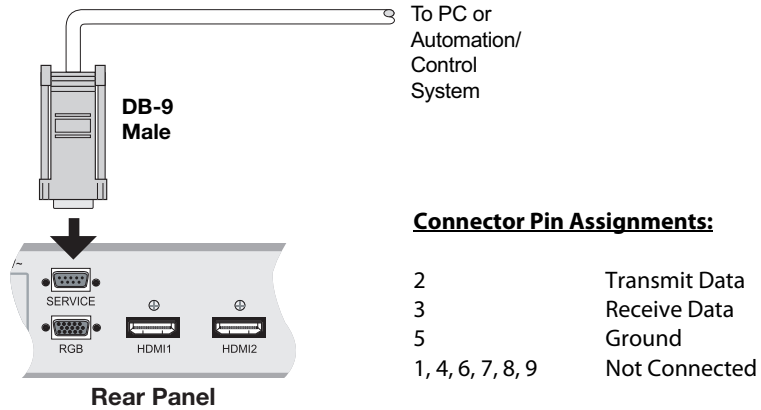 To PC or
Automation/
Control
System
DB-9
Male
Connector Pin Assignments:
2 Transmit Data
3 Receive Data
5 Ground
1, 4, 6, 7, 8, 9 Not Connected
/~
SERVICE
RGB HDMI1 HDMI2
Rear Panel